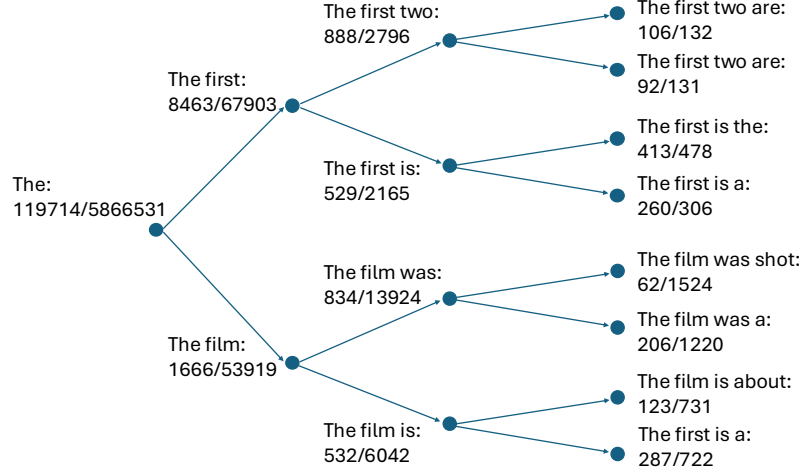 The:
119714/5866531
The first:
8463/67903
The film:
1666/53919
The first two:
888/2796
The first is:
529/2165
The film was:
834/13924
The film is:
532/6042
The first two are:
106/132
The first two are:
92/131
The first is the:
413/478
The first is a:
260/306
The film was shot:
62/1524
The film was a:
206/1220
The film is about:
123/731
The first is a:
287/722